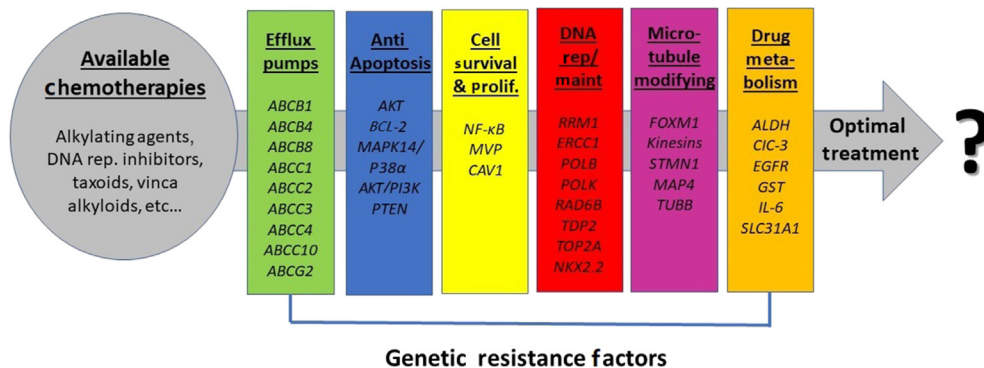 Available
chemotherapies
Alkylating agents,
DNA rep. inhibitors,
taxoids, vinca
alkyloids, etc...
Efflux
pumps
ABCB1
ABCB4
ABCB8
ABCC1
ABCC2
ABCC3
ABCC4
ABCC10
ABCG2
Anti
Apoptosis
AKT
BCL-2
MAPK14/
P38α
AKT/PI3K
PTEN
Cell
survival
& prolif.
NF-κB
MVP
CAV1
DNA
rep/
maint
RRM1
ERCC1
POLB
POLK
RAD6B
TDP2
TOP2A
NKX2.2
Micro-
tubule
modifying
FOXM1
Kinesins
STMN1
MAP4
TUBB
Drug
meta-
bolism
ALDH
CIC-3
EGFR
GST
IL-6
SLC31A1
Optimal
treatment
?
Genetic resistance factors